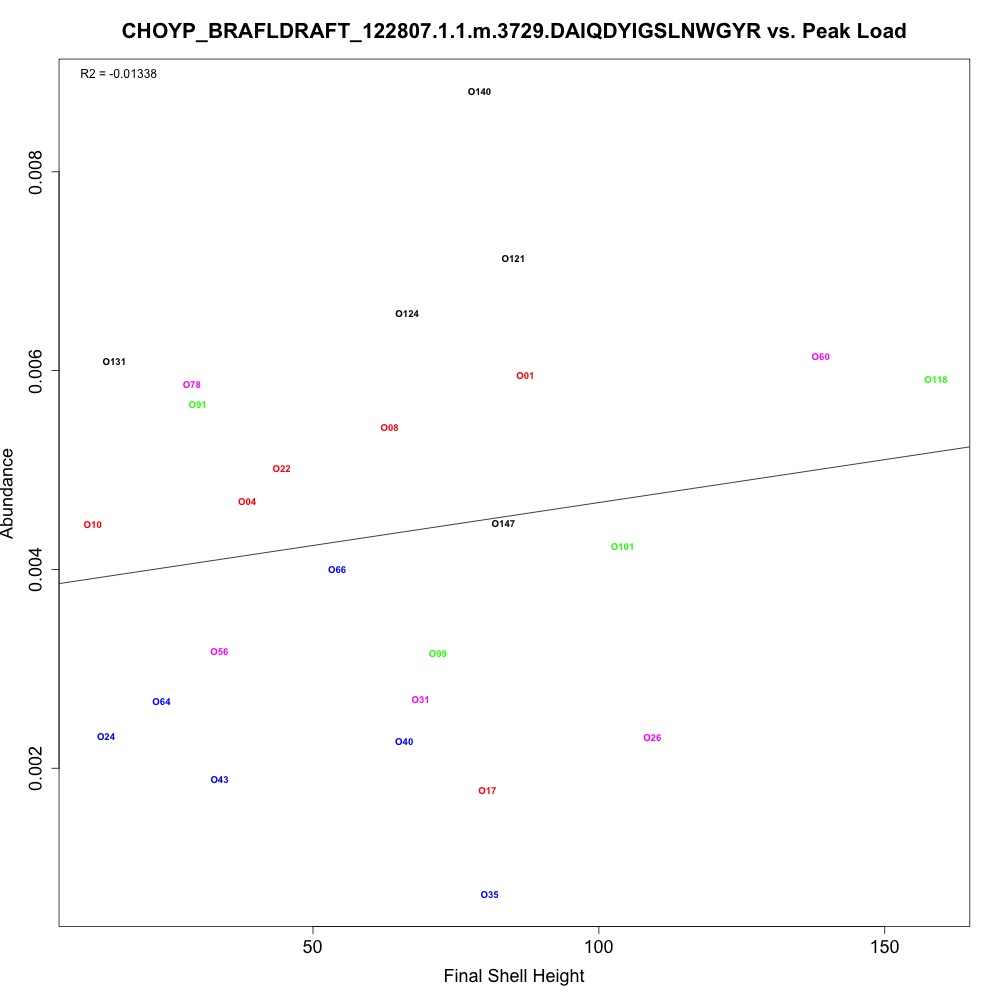 CHOYP_BRAFLDRAFT_122807.1.1.m.3729.DAIQDYIGSLNWGYR vs. Peak Load
R2 = -0.01338
O140
0.008
O121
O124
O131
O60
0.006
O01
O118
O78
O91
O08
O22
O04
O10
O147
Abundance
O101
0.004
O66
O56
O99
O31
O64
O24
O26
O40
0.002
O43
O17
O35
50
100
150
Final Shell Height